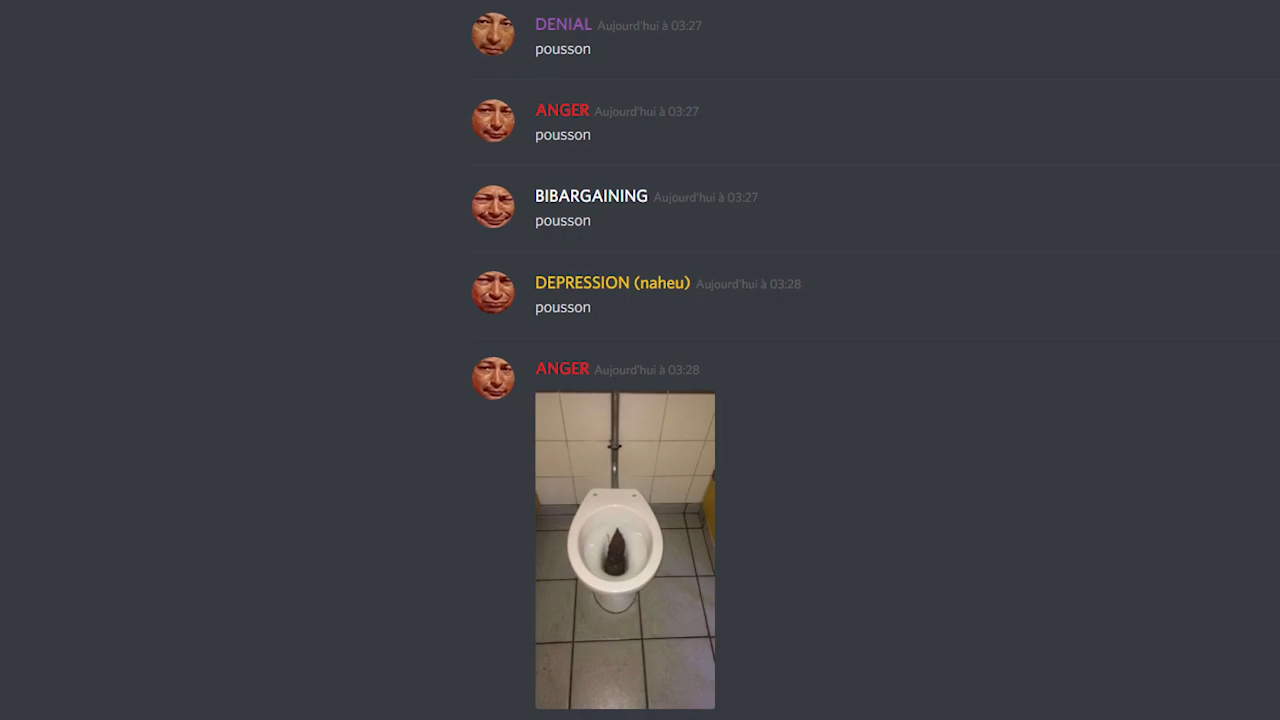 DENIAL Aujourd'hui à 03:27
pousson
ANGER Aujourd'hui à 03:27
pousson
BIBARGAINING Aujourd'hui à 03:27
pousson
DEPRESSION (naheu) Aujourd'hui à 03:28
pousson
ANGER Aujourd'hui à 03:28